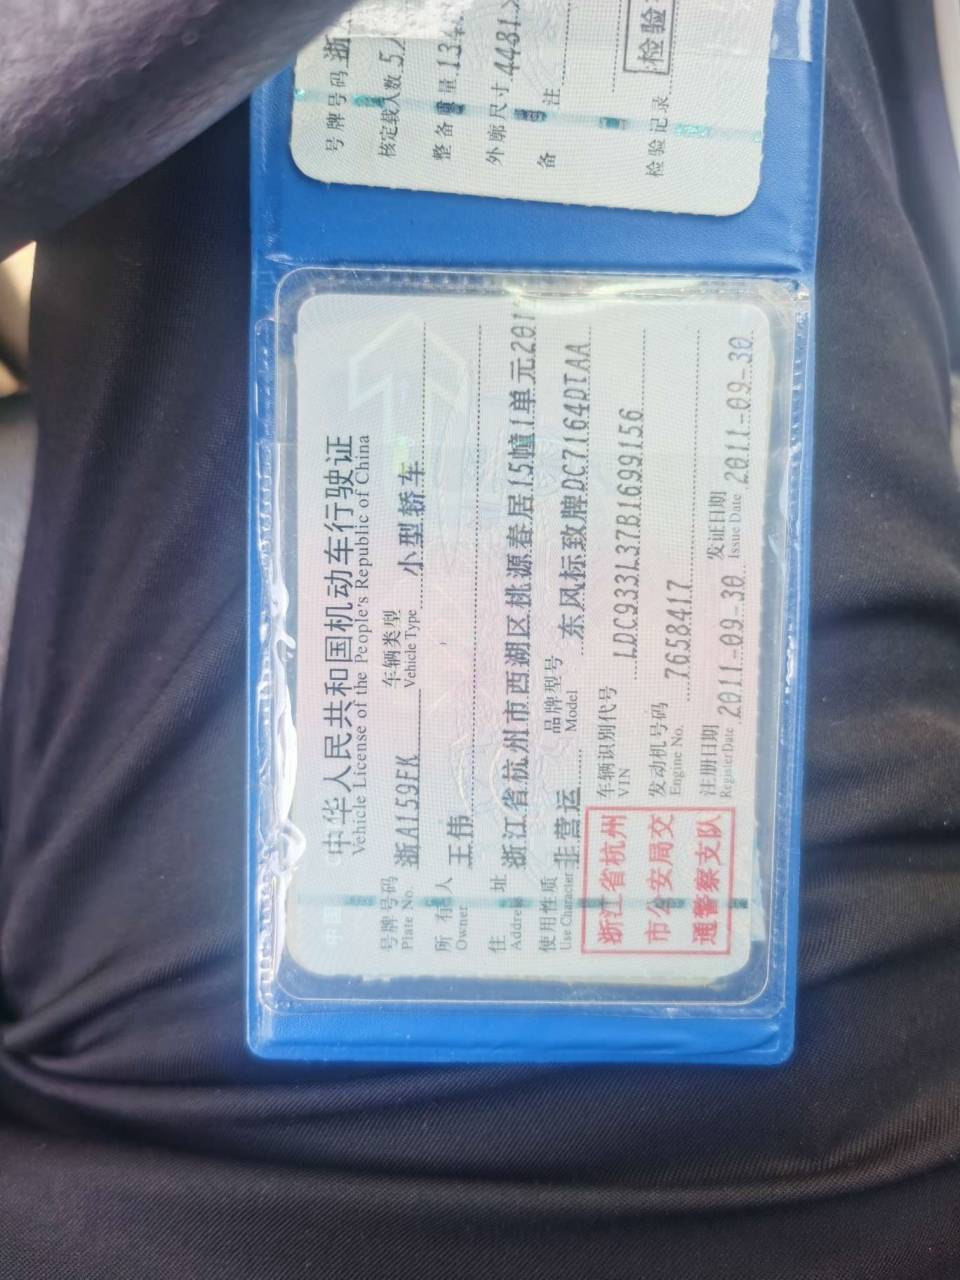 中华人民共和国机动车行驶证
Vehicle License of the People's Republic of China
号牌号码 浙A159FK 车辆类型 小型轿车
Plate No. Vehicle Type
所有人 王伟
Owner
住址 浙江省杭州市西湖区桃源春居15幢1单元201
Address
使用性质 非营运 品牌型号 东风标致牌DC7164DTAA
Use Character Model
浙江省杭州
市公安局交
通警察支队
车辆识别代号 LDC933L37B1699156
VIN
发动机号码 7658417
Engine No.
注册日期 2011-09-30 发证日期 2011-09-30
Register Date Issue Date
号牌号码 浙
核定载人数 5
整备质量 134
外廓尺寸 4481
备注
检验记录
检验